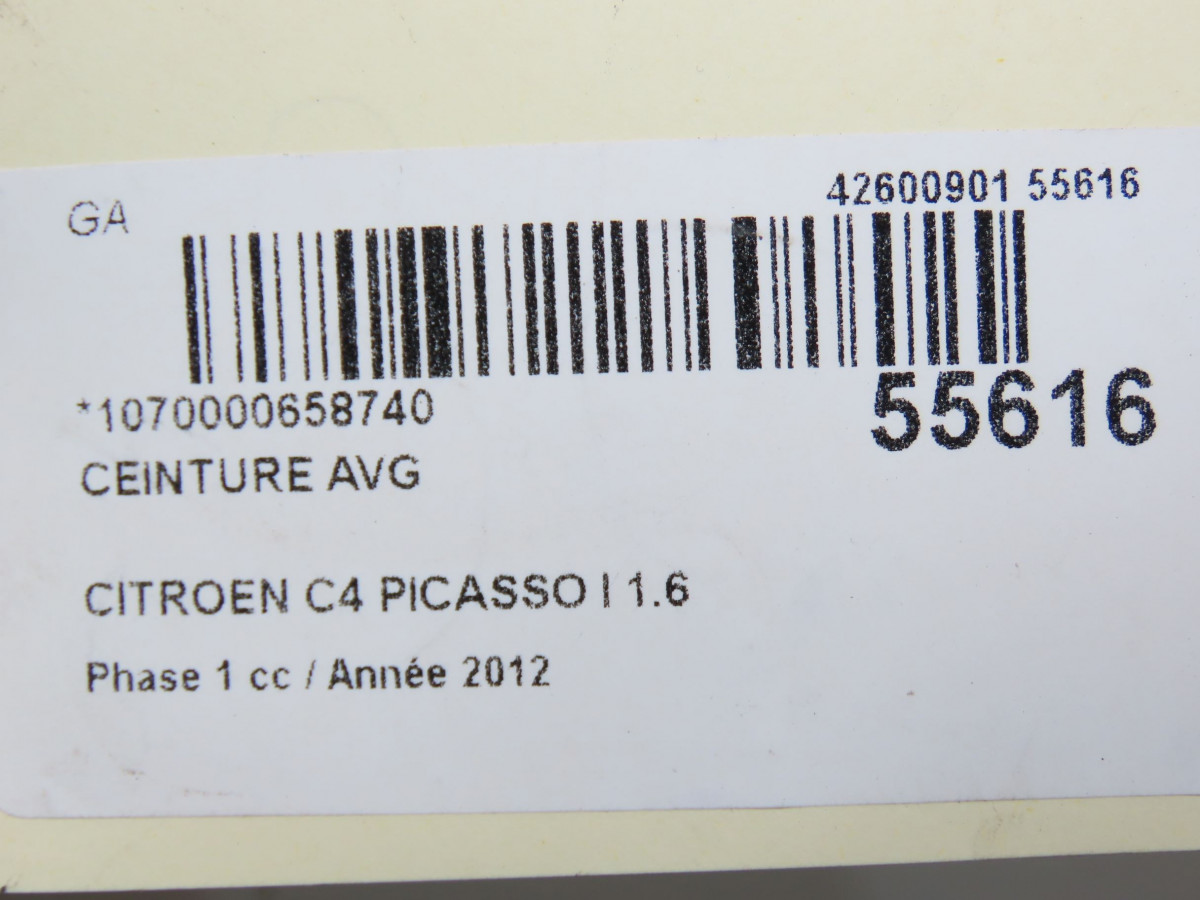 GA
42600901 55616
*1070000658740
55616
CEINTURE AVG
CITROEN C4 PICASSO I 1.6
Phase 1 cc / Année 2012